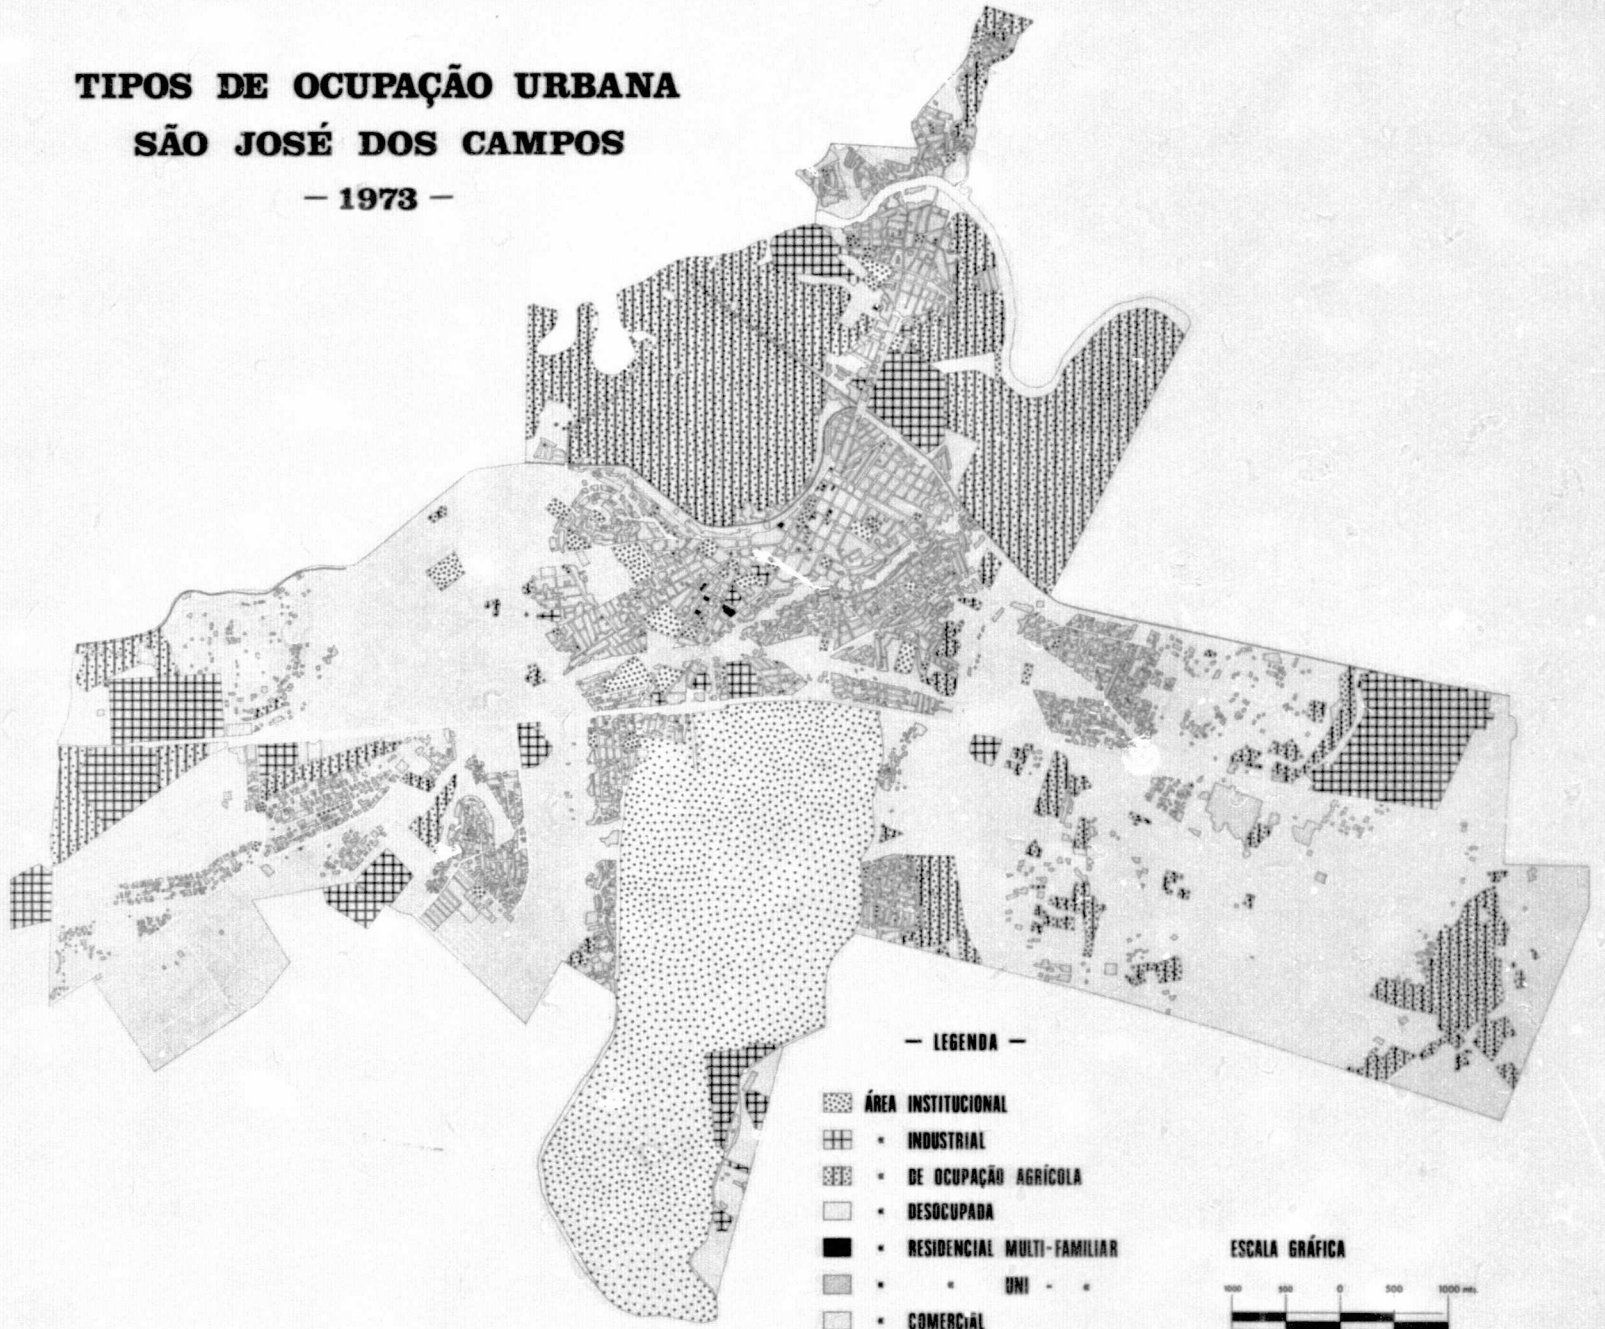 TIPOS DE OCUPAÇÃO URBANA
SÃO JOSÉ DOS CAMPOS
— 1973 —
— LEGENDA —
ÁREA INSTITUCIONAL
" INDUSTRIAL
" DE OCUPAÇÃO AGRÍCOLA
" DESOCUPADA
" RESIDENCIAL MULTI-FAMILIAR
" " UNI - "
" COMERCIAL
ESCALA GRÁFICA
1000 500 0 500 1000 mts.